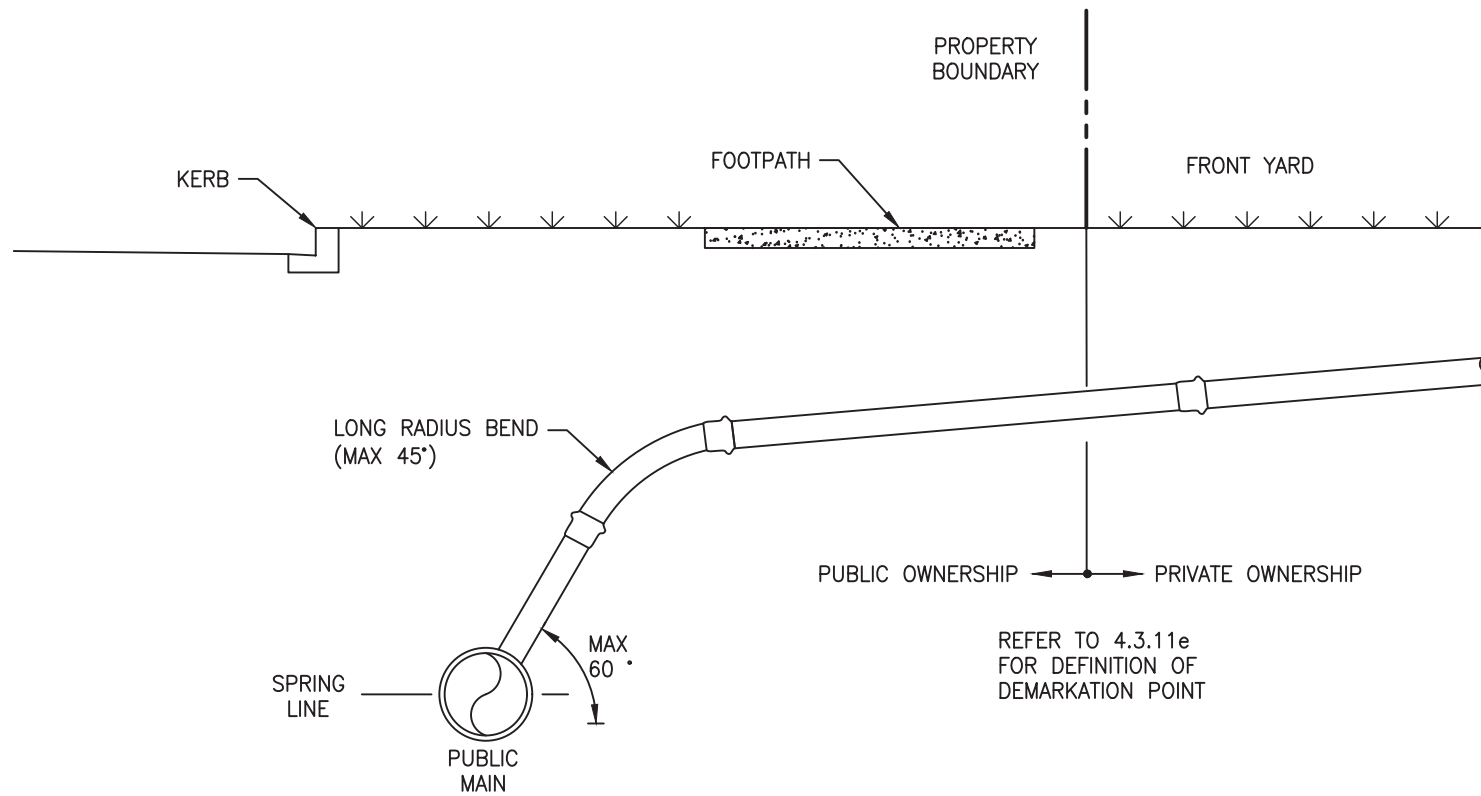 PROPERTY
BOUNDARY
FOOTPATH
FRONT YARD
KERB
LONG RADIUS BEND
(MAX 45°)
PUBLIC OWNERSHIP
PRIVATE OWNERSHIP
MAX
60 °
REFER TO 4.3.11e
FOR DEFINITION OF
DEMARKATION POINT
SPRING
LINE
PUBLIC
MAIN